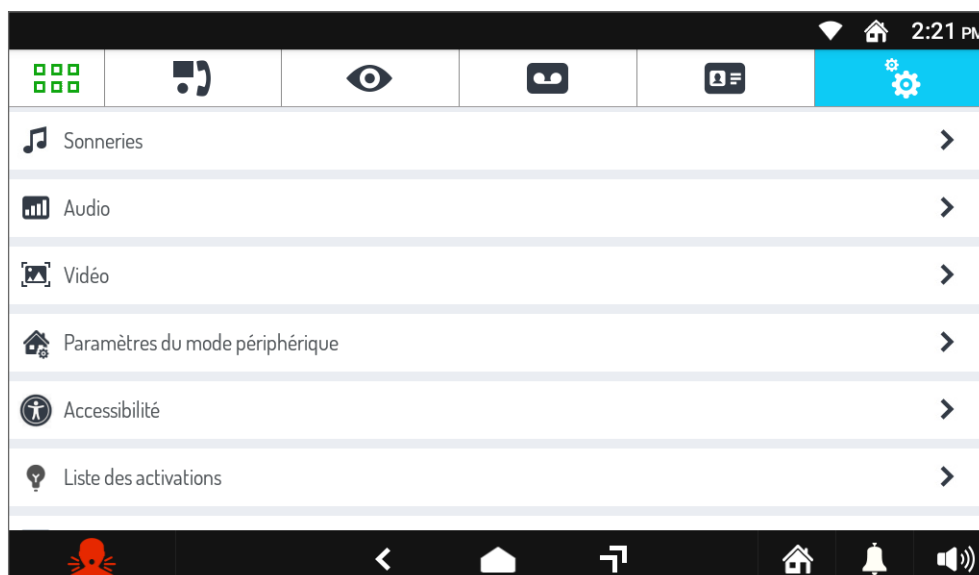 2:21 PM
Sonneries
Audio
Vidéo
Paramètres du mode périphérique
Accessibilité
Liste des activations